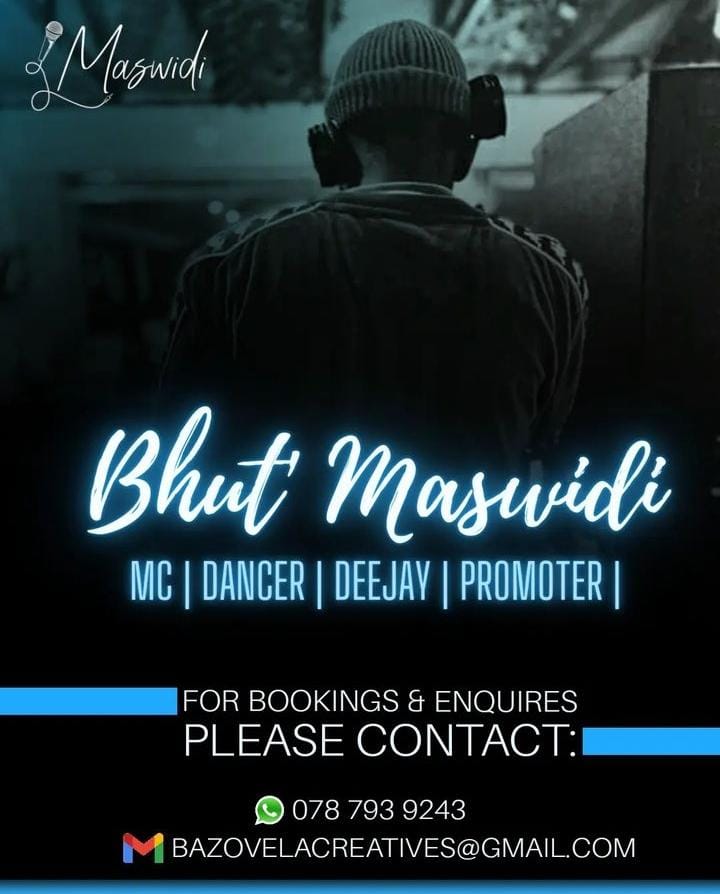 Maswidi
Bhut' Maswidi
MC | DANCER | DEEJAY | PROMOTER |
FOR BOOKINGS & ENQUIRES
PLEASE CONTACT:
078 793 9243
BAZOVELACREATIVES@GMAIL.COM